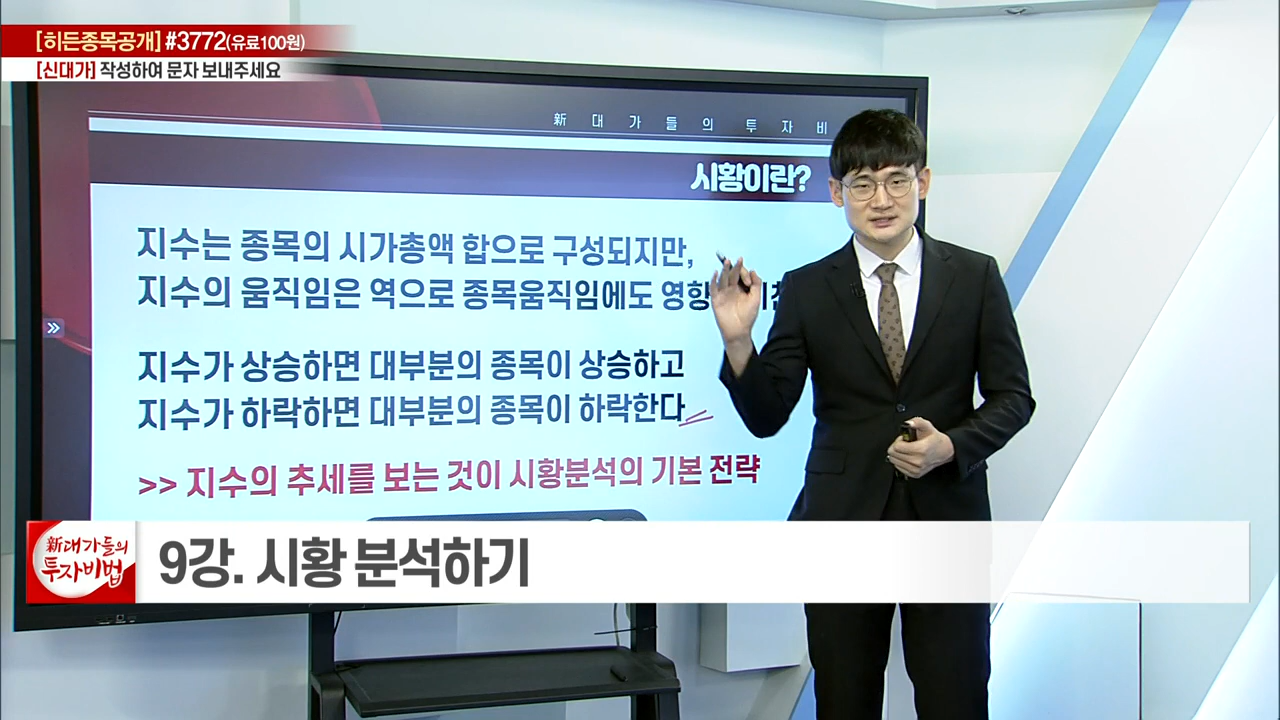 [히든종목공개] #3772(유료100원)
[신대가] 작성하여 문자 보내주세요
新 대 가 들 의 투 자 비
시황이란?
지수는 종목의 시가총액 합으로 구성되지만,
지수의 움직임은 역으로 종목움직임에도 영향
지수가 상승하면 대부분의 종목이 상승하고
지수가 하락하면 대부분의 종목이 하락한다
>> 지수의 추세를 보는 것이 시황분석의 기본 전략
新대가들의
투자비법
9강. 시황 분석하기